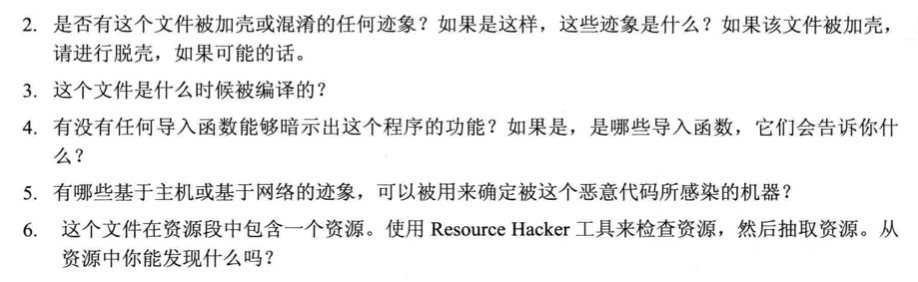 2. 是否有这个文件被加壳或混淆的任何迹象？如果是这样，这些迹象是什么？如果该文件被加壳，
请进行脱壳，如果可能的话。
3. 这个文件是什么时候被编译的？
4. 有没有任何导入函数能够暗示出这个程序的功能？如果是，是哪些导入函数，它们会告诉你什
么？
5. 有哪些基于主机或基于网络的迹象，可以被用来确定被这个恶意代码所感染的机器？
6. 这个文件在资源段中包含一个资源。使用 Resource Hacker 工具来检查资源，然后抽取资源。从
资源中你能发现什么吗？